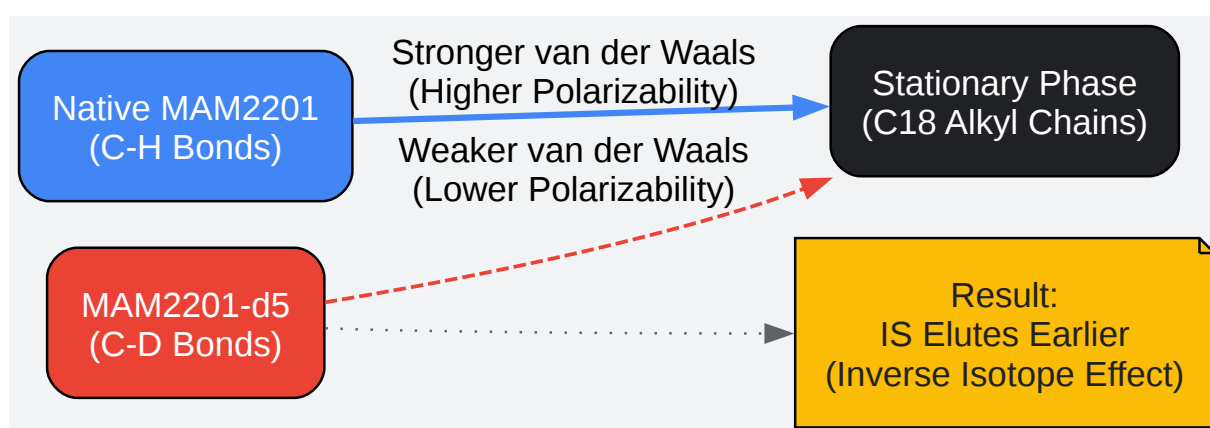 Native MAM2201
(C-H Bonds)
Stronger van der Waals
(Higher Polarizability)
Stationary Phase
(C18 Alkyl Chains)
Weaker van der Waals
(Lower Polarizability)
MAM2201-d5
(C-D Bonds)
Result:
IS Elutes Earlier
(Inverse Isotope Effect)